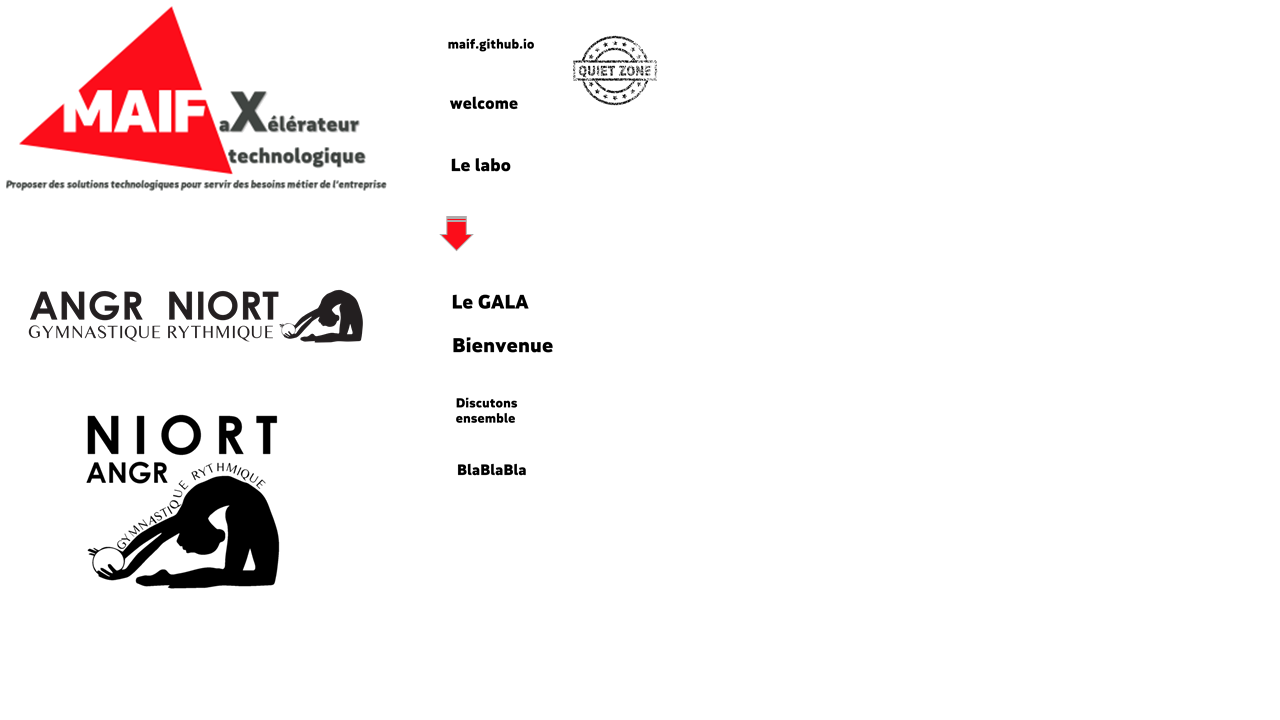 MAIF
aXélérateur
technologique
Proposer des solutions technologiques pour servir des besoins métier de l'entreprise
ANGR NIORT
GYMNASTIQUE RYTHMIQUE
NIORT
ANGR
GYMNASTIQUE RYTHMIQUE
maif.github.io
QUIET ZONE
welcome
Le labo
Le GALA
Bienvenue
Discutons
ensemble
BlaBlaBla